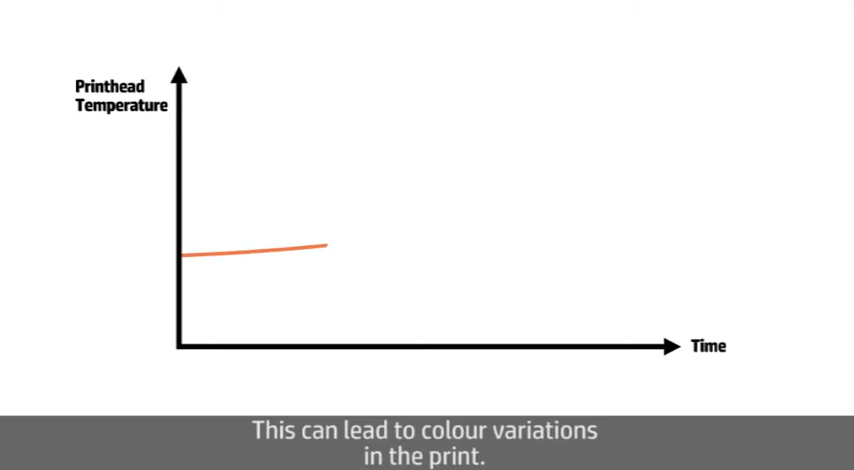 Printhead
Temperature
Time
This can lead to colour variations
in the print.